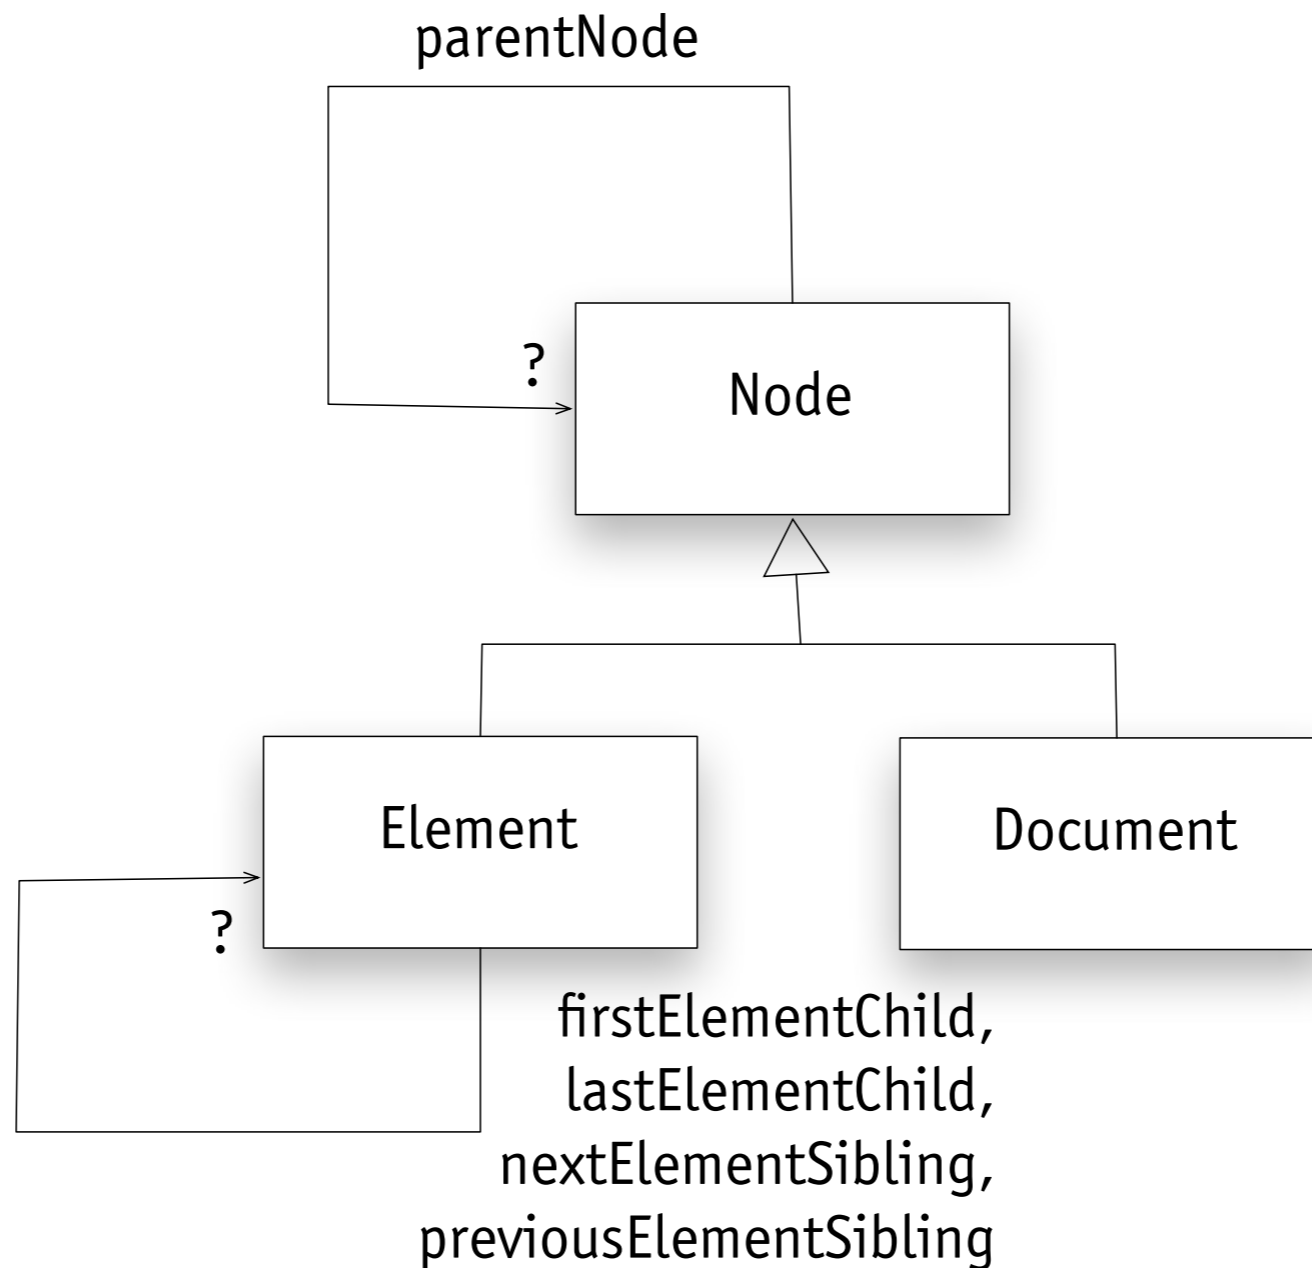 parentNode
?
Node
Element
Document
?
firstElementChild,
lastElementChild,
nextElementSibling,
previousElementSibling